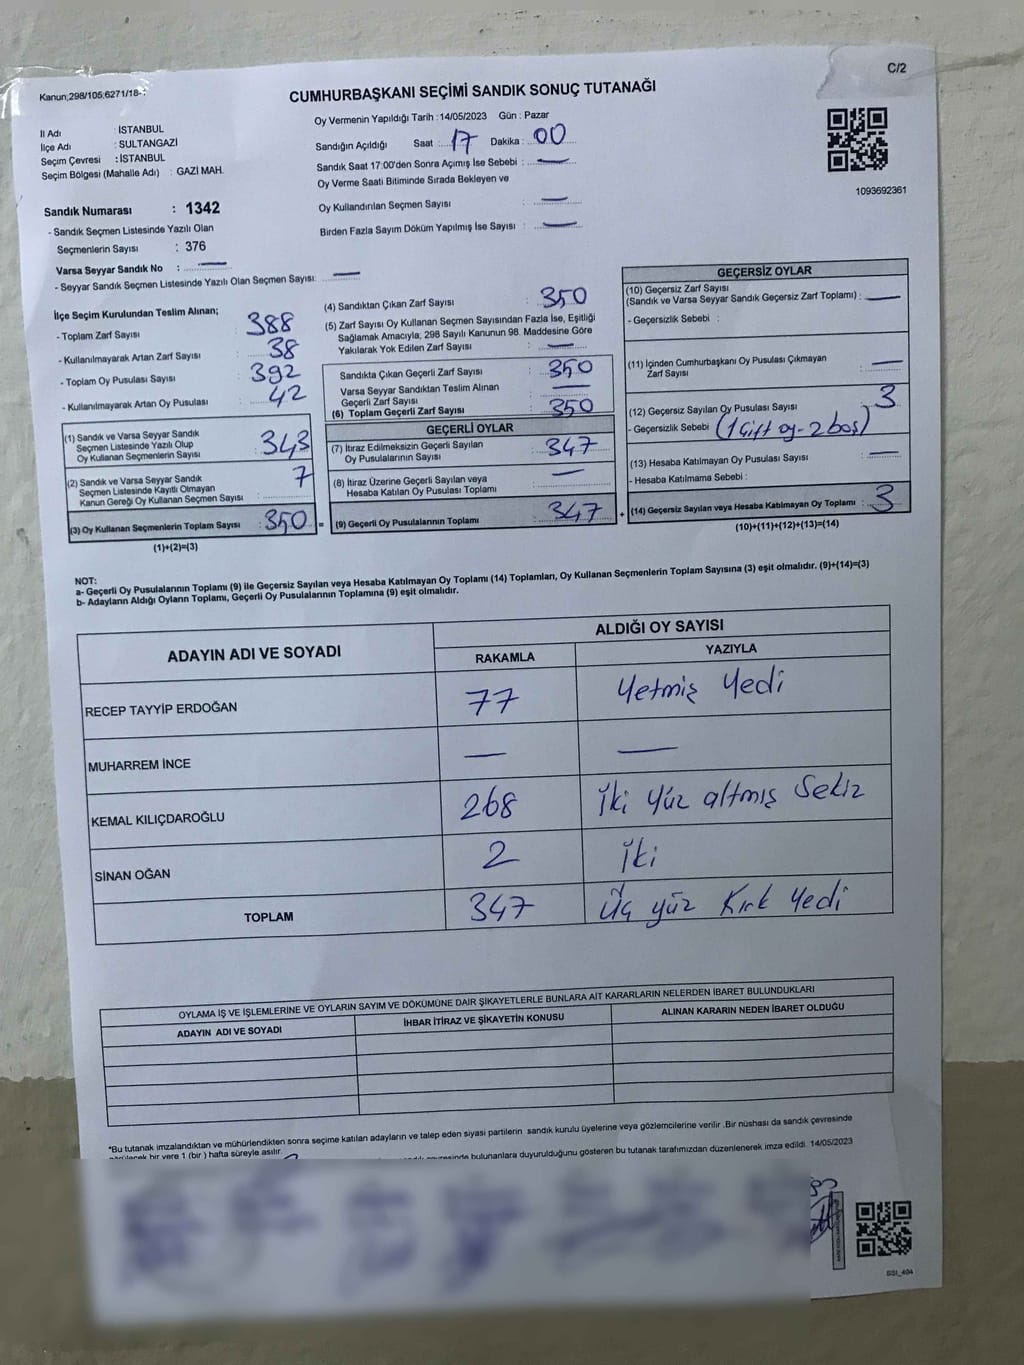 C/2
Kanun;298/105;6271/18-
CUMHURBAŞKANI SEÇİMİ SANDIK SONUÇ TUTANAĞI
İl Adı : İSTANBUL
İlçe Adı : SULTANGAZİ
Seçim Çevresi : İSTANBUL
Seçim Bölgesi (Mahalle Adı) : GAZİ MAH.
Sandık Numarası : 1342
- Sandık Seçmen Listesinde Yazılı Olan
Seçmenlerin Sayısı : 376
Varsa Seyyar Sandık No : —
- Seyyar Sandık Seçmen Listesinde Yazılı Olan Seçmen Sayısı: —
Oy Vermenin Yapıldığı Tarih :14/05/2023 Gün : Pazar
Sandığın Açıldığı Saat : 17 Dakika : 00
Sandık Saat 17:00'den Sonra Açımış İse Sebebi : —
Oy Verme Saati Bitiminde Sırada Bekleyen ve
Oy Kullandırılan Seçmen Sayısı : —
Birden Fazla Sayım Döküm Yapılmış İse Sayısı : —
1093692361
İlçe Seçim Kurulundan Teslim Alınan;
- Toplam Zarf Sayısı : 388
- Kullanılmayarak Artan Zarf Sayısı : 38
- Toplam Oy Pusulası Sayısı : 392
- Kullanılmayarak Artan Oy Pusulası : 42
(1) Sandık ve Varsa Seyyar Sandık
Seçmen Listesinde Yazılı Olup
Oy Kullanan Seçmenlerin Sayısı : 343
(2) Sandık ve Varsa Seyyar Sandık
Seçmen Listesinde Kayıtlı Olmayan
Kanun Gereği Oy Kullanan Seçmen Sayısı : 7
(3) Oy Kullanan Seçmenlerin Toplam Sayısı : 350 =
(1)+(2)=(3)
(4) Sandıktan Çıkan Zarf Sayısı : 350
(5) Zarf Sayısı Oy Kullanan Seçmen Sayısından Fazla İse, Eşitliği
Sağlamak Amacıyla, 298 Sayılı Kanunun 98. Maddesine Göre
Yakılarak Yok Edilen Zarf Sayısı : —
Sandıkta Çıkan Geçerli Zarf Sayısı : 350
Varsa Seyyar Sandıktan Teslim Alınan
Geçerli Zarf Sayısı : —
(6) Toplam Geçerli Zarf Sayısı : 350
GEÇERLİ OYLAR
(7) İtiraz Edilmeksizin Geçerli Sayılan
Oy Pusulalarının Sayısı : 347
(8) İtiraz Üzerine Geçerli Sayılan veya
Hesaba Katılan Oy Pusulası Toplamı : —
(9) Geçerli Oy Pusulalarının Toplamı : 347 +
GEÇERSİZ OYLAR
(10) Geçersiz Zarf Sayısı
(Sandık ve Varsa Seyyar Sandık Geçersiz Zarf Toplamı) : —
- Geçersizlik Sebebi :
(11) İçinden Cumhurbaşkanı Oy Pusulası Çıkmayan
Zarf Sayısı : —
(12) Geçersiz Sayılan Oy Pusulası Sayısı : 3
- Geçersizlik Sebebi (1 Çift oy - 2 boş)
(13) Hesaba Katılmayan Oy Pusulası Sayısı : —
- Hesaba Katılmama Sebebi :
(14) Geçersiz Sayılan veya Hesaba Katılmayan Oy Toplamı : 3
(10)+(11)+(12)+(13)=(14)
NOT:
a- Geçerli Oy Pusulalarının Toplamı (9) ile Geçersiz Sayılan veya Hesaba Katılmayan Oy Toplamı (14) Toplamları, Oy Kullanan Seçmenlerin Toplam Sayısına (3) eşit olmalıdır. (9)+(14)=(3)
b- Adayların Aldığı Oyların Toplamı, Geçerli Oy Pusulalarının Toplamına (9) eşit olmalıdır.
ADAYIN ADI VE SOYADI ALDIĞI OY SAYISI
RAKAMLA YAZIYLA
RECEP TAYYİP ERDOĞAN 77 Yetmiş Yedi
MUHARREM İNCE — —
KEMAL KILIÇDAROĞLU 268 İki Yüz altmış Sekiz
SİNAN OĞAN 2 İki
TOPLAM 347 Üç yüz Kırk Yedi
OYLAMA İŞ VE İŞLEMLERİNE VE OYLARIN SAYIM VE DÖKÜMÜNE DAİR ŞİKAYETLERLE BUNLARA AİT KARARLARIN NELERDEN İBARET BULUNDUKLARI
ADAYIN ADI VE SOYADI İHBAR İTİRAZ VE ŞİKAYETİN KONUSU ALINAN KARARIN NEDEN İBARET OLDUĞU
*Bu tutanak imzalandıktan ve mühürlendikten sonra seçime katılan adayların ve talep eden siyasi partilerin sandık kurulu üyelerine veya gözlemcilerine verilir .Bir nüshası da sandık çevresinde
görülecek bir yere 1 (bir ) hafta süreyle asılır. bulunanlara duyurulduğunu gösteren bu tutanak tarafımızdan düzenlenerek imza edildi. 14/05/2023
SSI_404